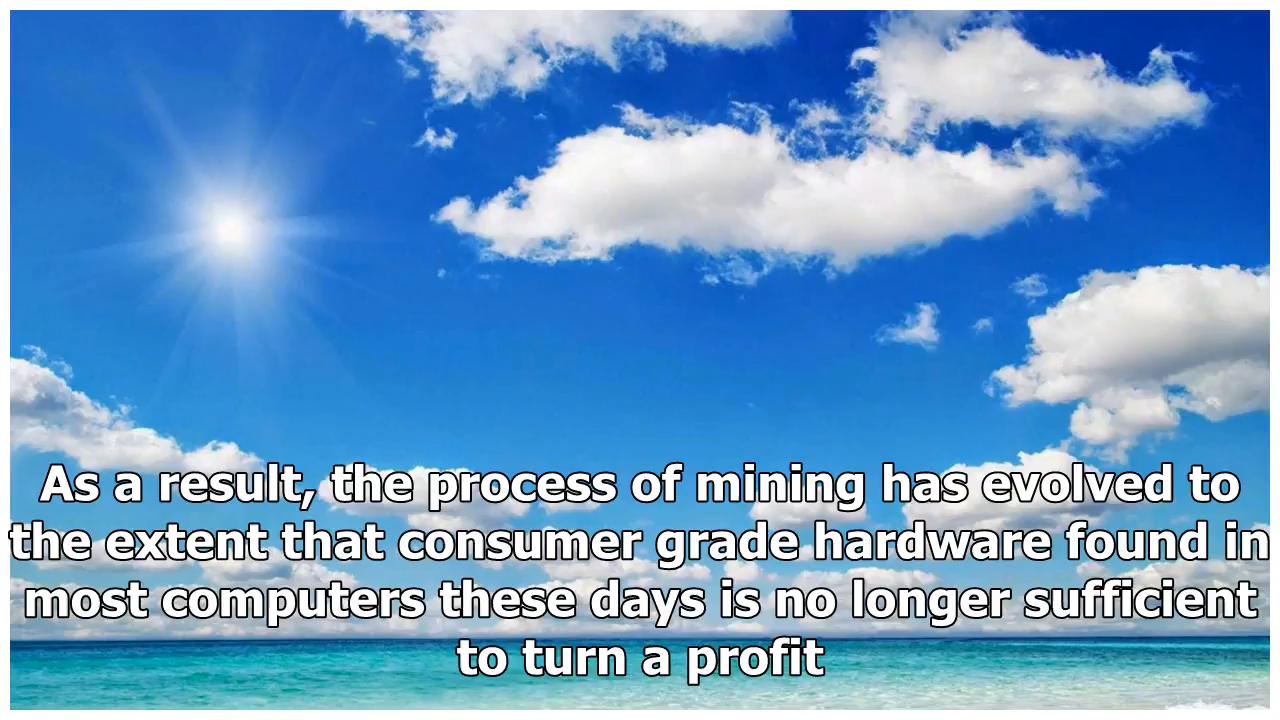 As a result, the process of mining has evolved to
the extent that consumer grade hardware found in
most computers these days is no longer sufficient
to turn a profit